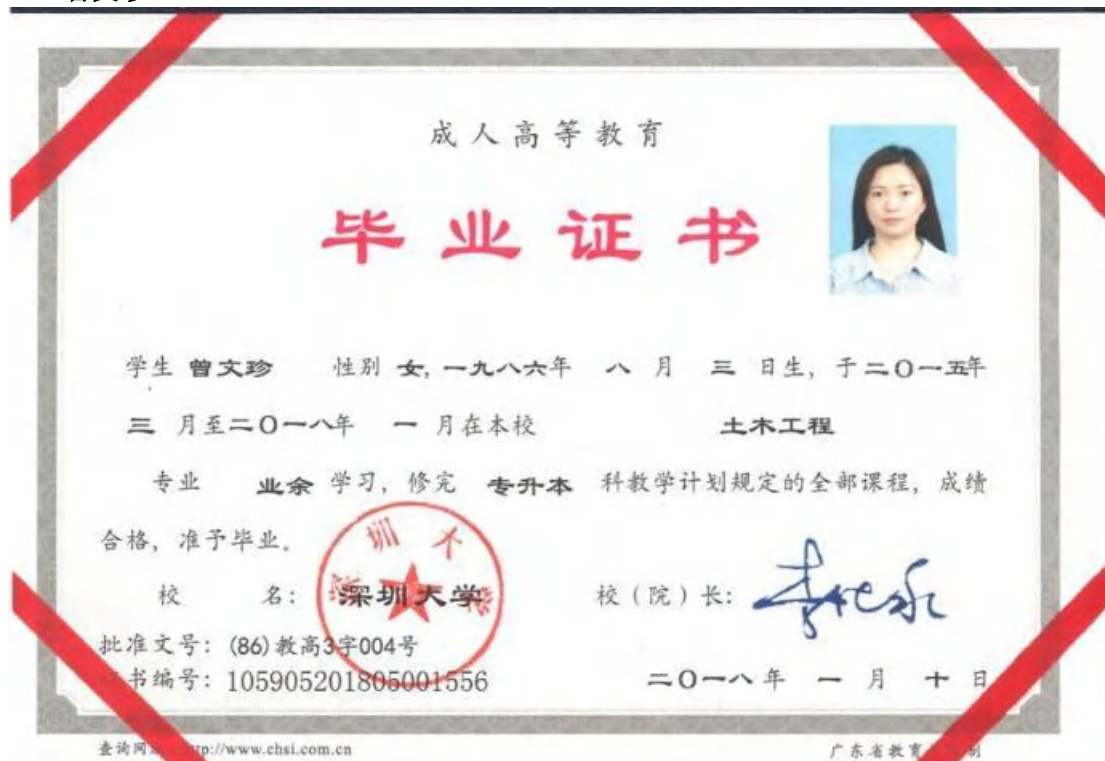 成人高等教育
毕业证书
学生 曾文珍 性别 女, 一九八六年 八 月 三 日生, 于二〇一五年
三 月至二〇一八年 一 月在本校 土木工程
专业 业余 学习, 修完 专升本 科教学计划规定的全部课程, 成绩
合格, 准予毕业.
深圳大学
校 名: 深圳大学 校(院)长:
批准文号: (86)教高3字004号
书编号: 105905201805001556 二〇一八年 一 月 十 日
查询网 tp://www.chsi.com.cn 广东省教育 制